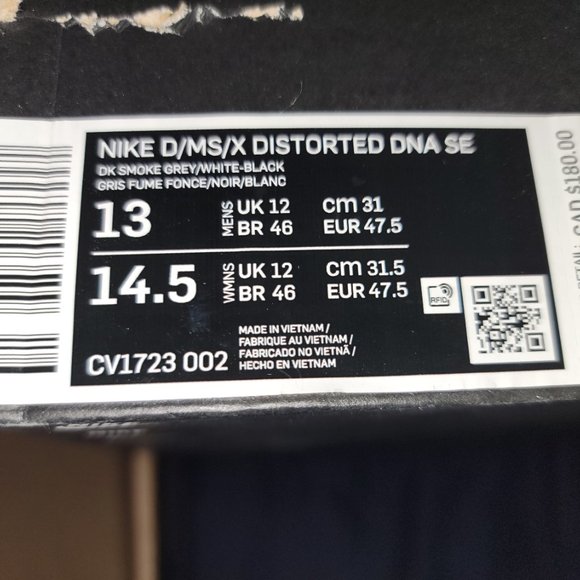 NIKE D/MS/X DISTORTED DNA SE
DK SMOKE GREY/WHITE-BLACK
GRIS FUME FONCE/NOIR/BLANC
13 MENS UK 12 CM 31
BR 46 EUR 47.5
14.5 WMNS UK 12 CM 31.5
BR 46 EUR 47.5
RFID
CV1723 002
MADE IN VIETNAM /
FABRIQUE AU VIETNAM /
FABRICADO NO VIETNÃ /
HECHO EN VIETNAM
CAD $180.00